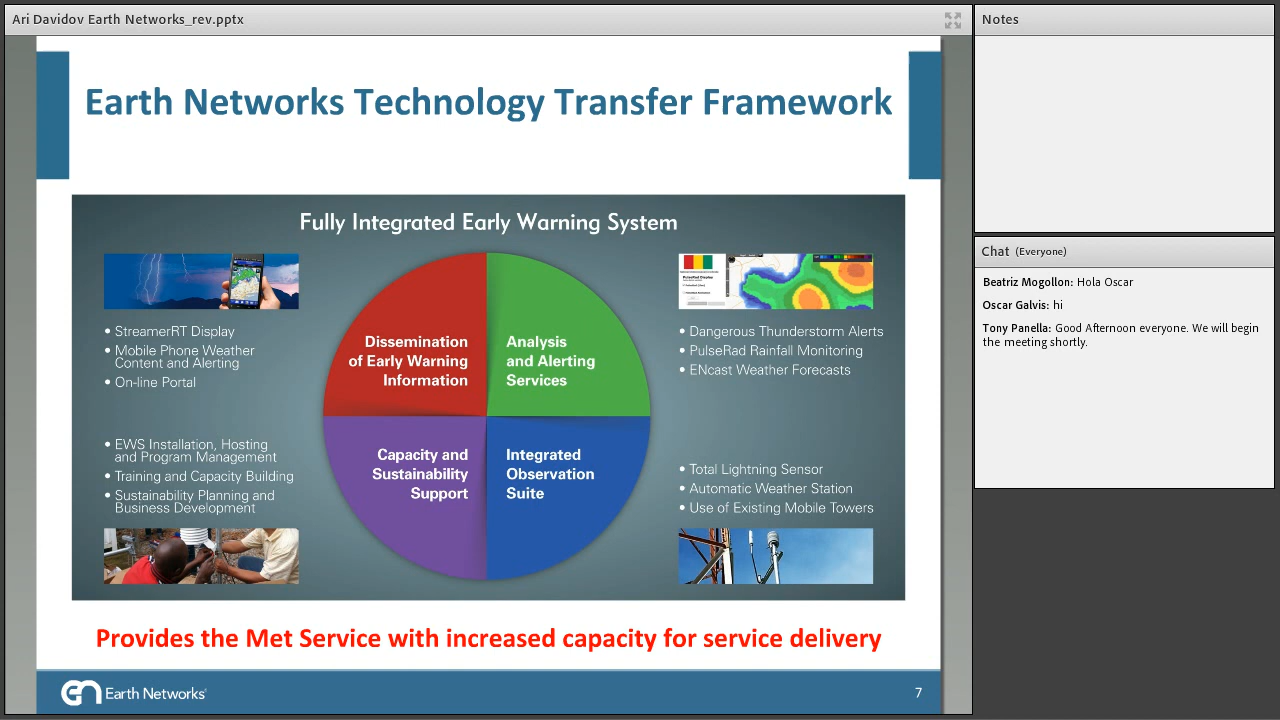 Ari Davidov Earth Networks_rev.pptx
Earth Networks Technology Transfer Framework
Fully Integrated Early Warning System
• StreamerRT Display
• Mobile Phone Weather
Content and Alerting
• On-line Portal
Dissemination
of Early Warning
Information
Analysis
and Alerting
Services
• Dangerous Thunderstorm Alerts
• PulseRad Rainfall Monitoring
• ENcast Weather Forecasts
• EWS Installation, Hosting
and Program Management
• Training and Capacity Building
• Sustainability Planning and
Business Development
Capacity and
Sustainability
Support
Integrated
Observation
Suite
• Total Lightning Sensor
• Automatic Weather Station
• Use of Existing Mobile Towers
Provides the Met Service with increased capacity for service delivery
Earth Networks
7
Notes
Chat (Everyone)
Beatriz Mogollon: Hola Oscar
Oscar Galvis: hi
Tony Panella: Good Afternoon everyone. We will begin
the meeting shortly.